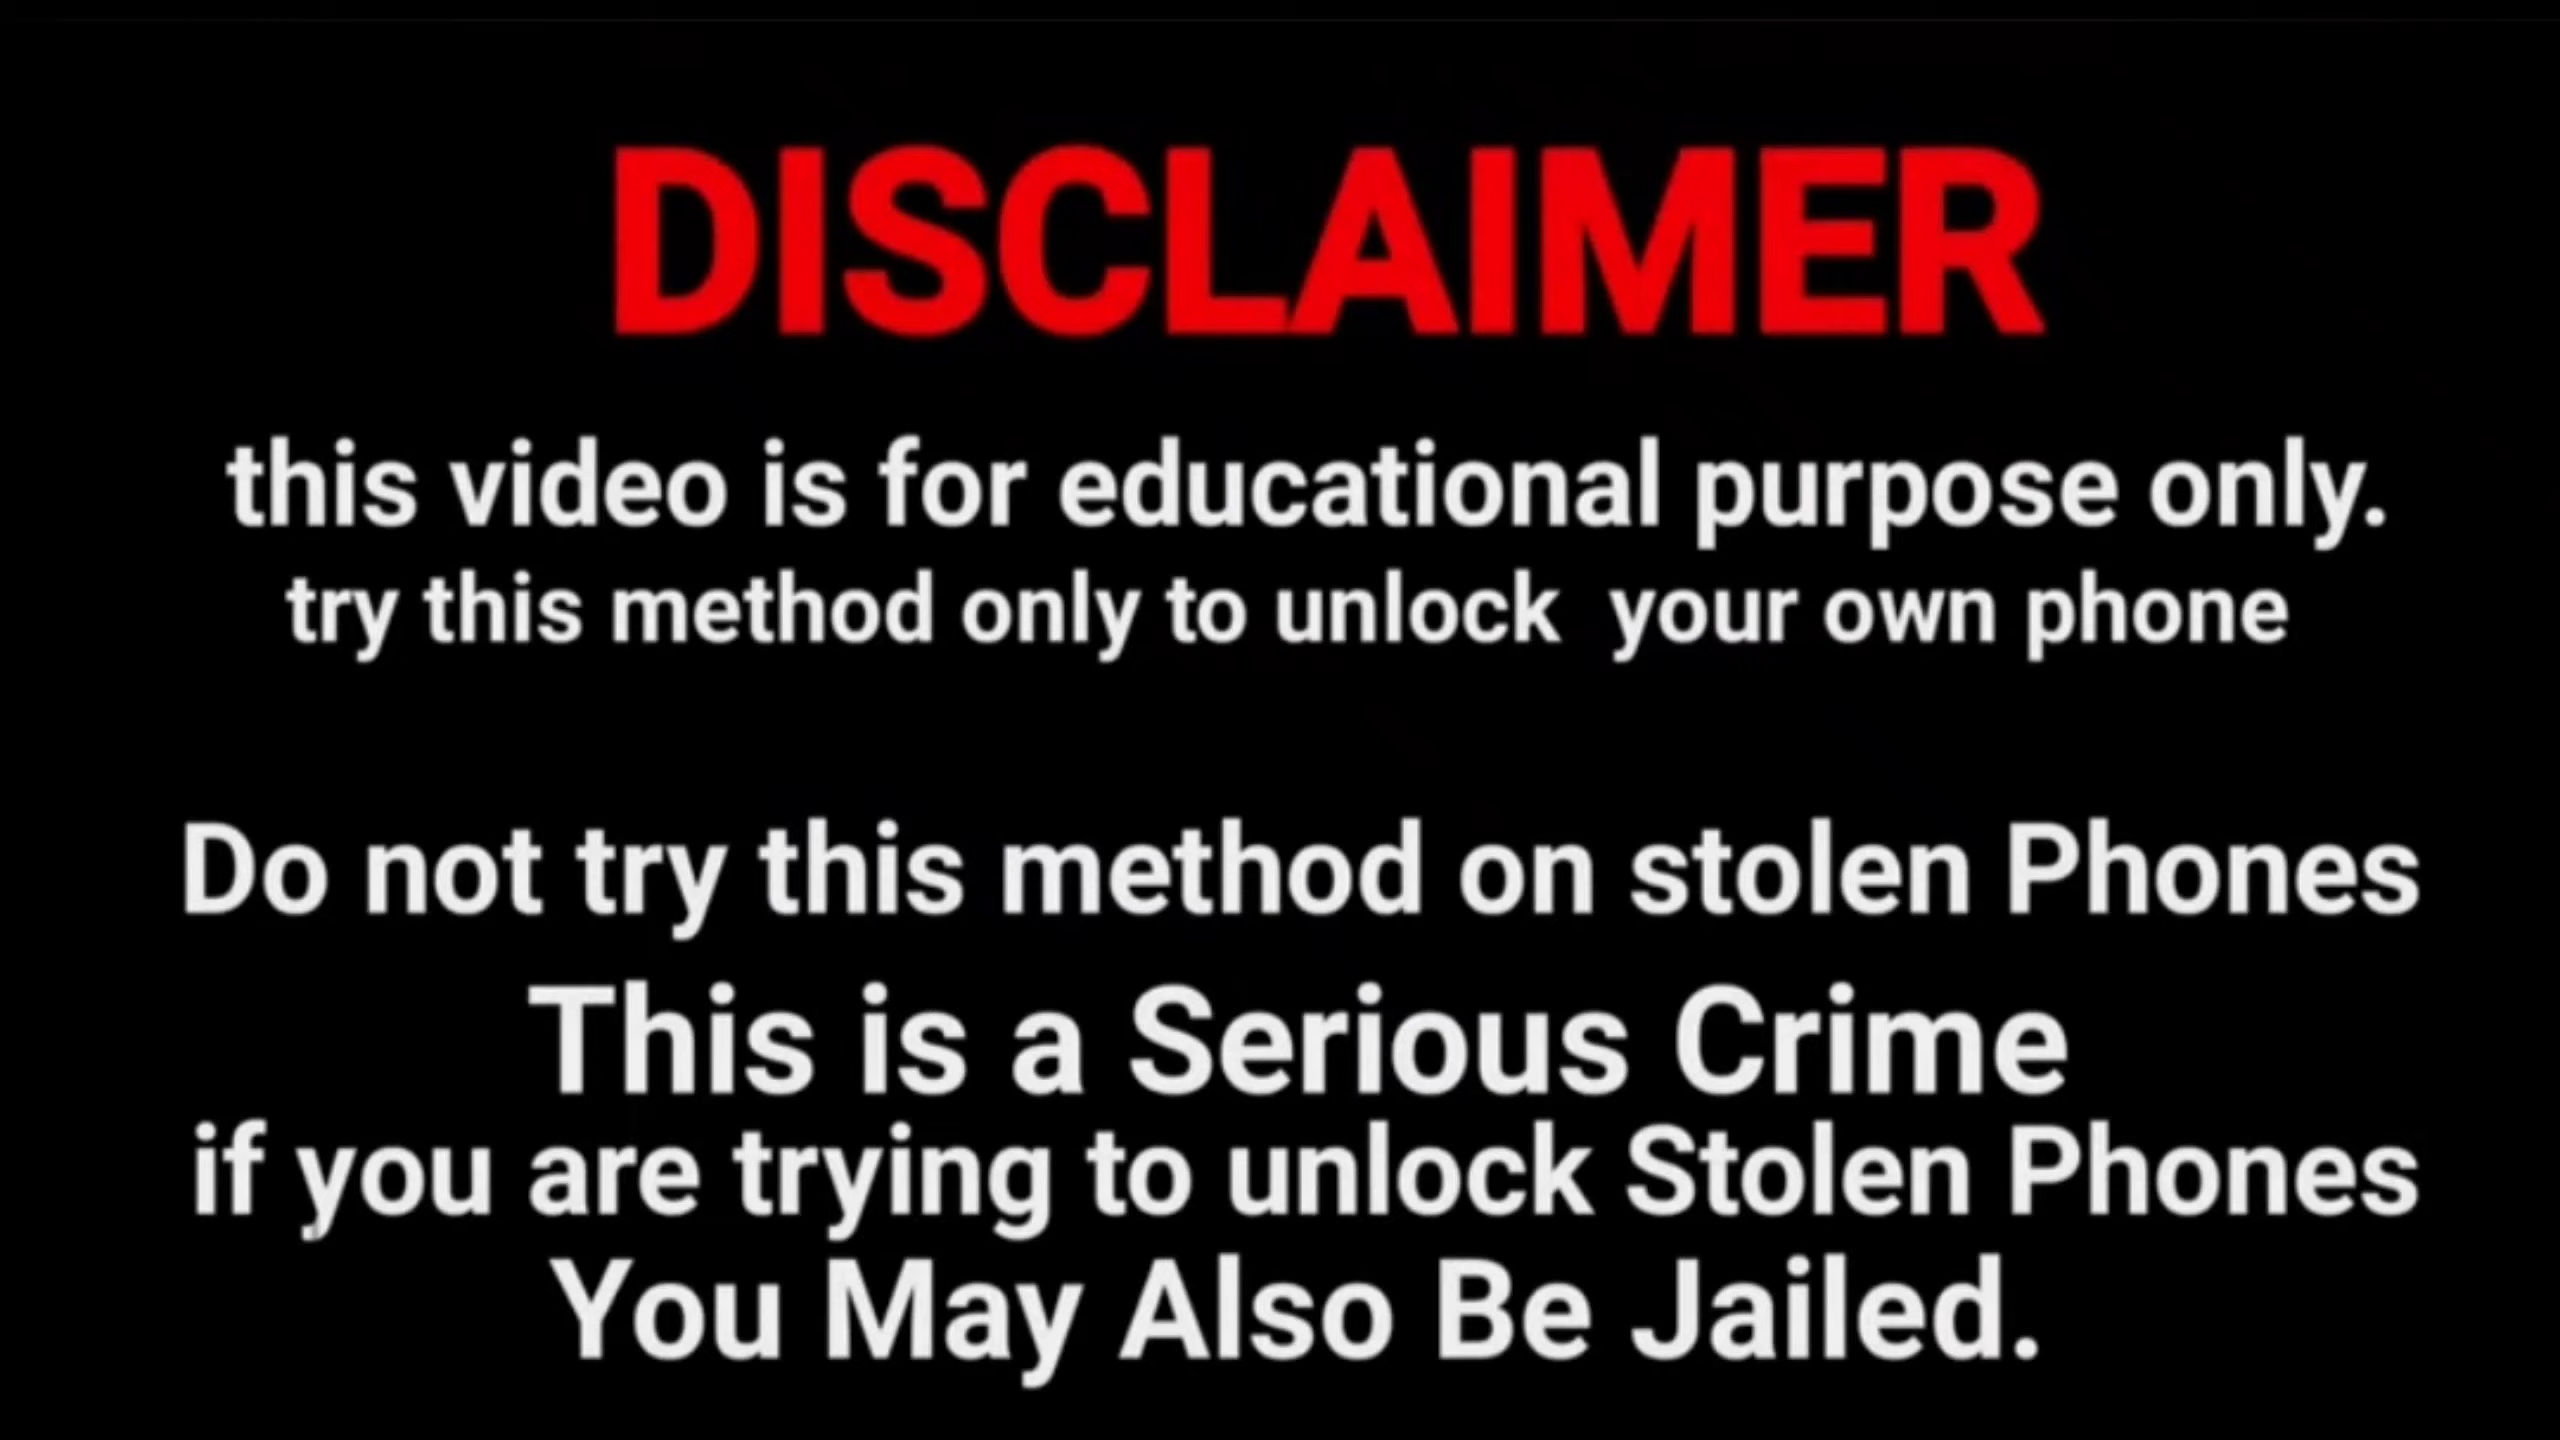 DISCLAIMER
this video is for educational purpose only.
try this method only to unlock your own phone
Do not try this method on stolen Phones
This is a Serious Crime
if you are trying to unlock Stolen Phones
You May Also Be Jailed.